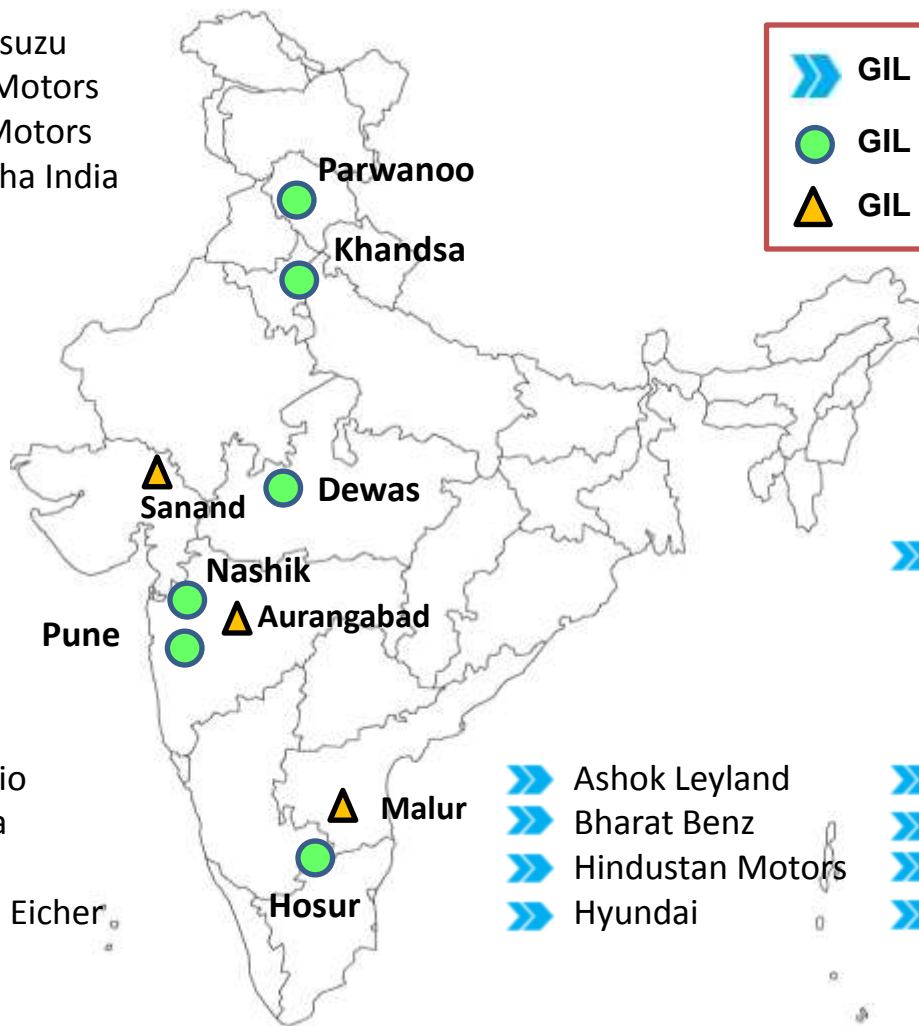 suzu
Motors
Motors
ha India
GIL
GIL
GIL
Parwanoo
Khandsa
Sanand
Dewas
Nashik
Aurangabad
Pune
Malur
Hosur
io
a
Eicher
Ashok Leyland
Bharat Benz
Hindustan Motors
Hyundai